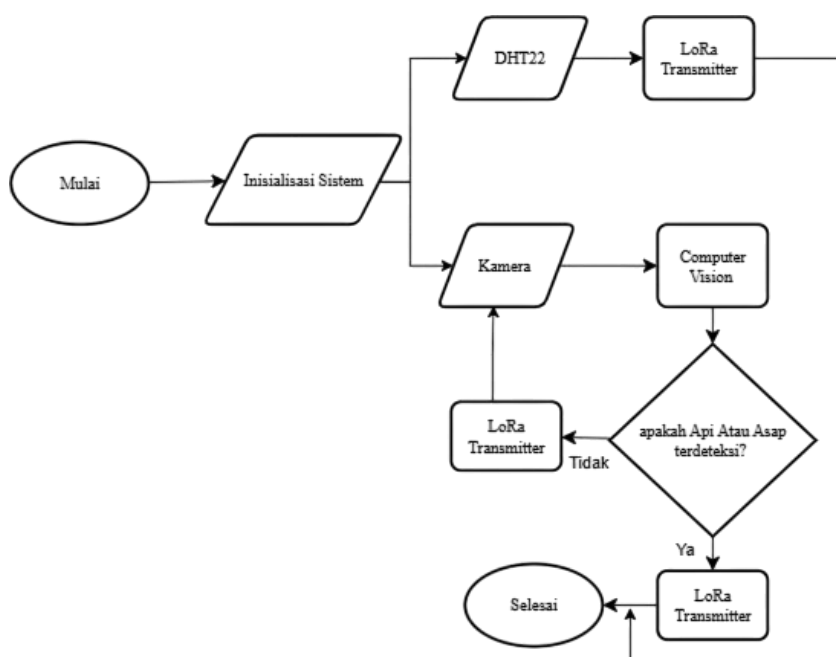 DHT22
LoRa
Transmitter
Mulai
Inisialisasi Sistem
Kamera
Computer
Vision
LoRa
Transmitter
apakah Api Atau Asap
terdeteksi?
Tidak
Ya
Selesai
LoRa
Transmitter